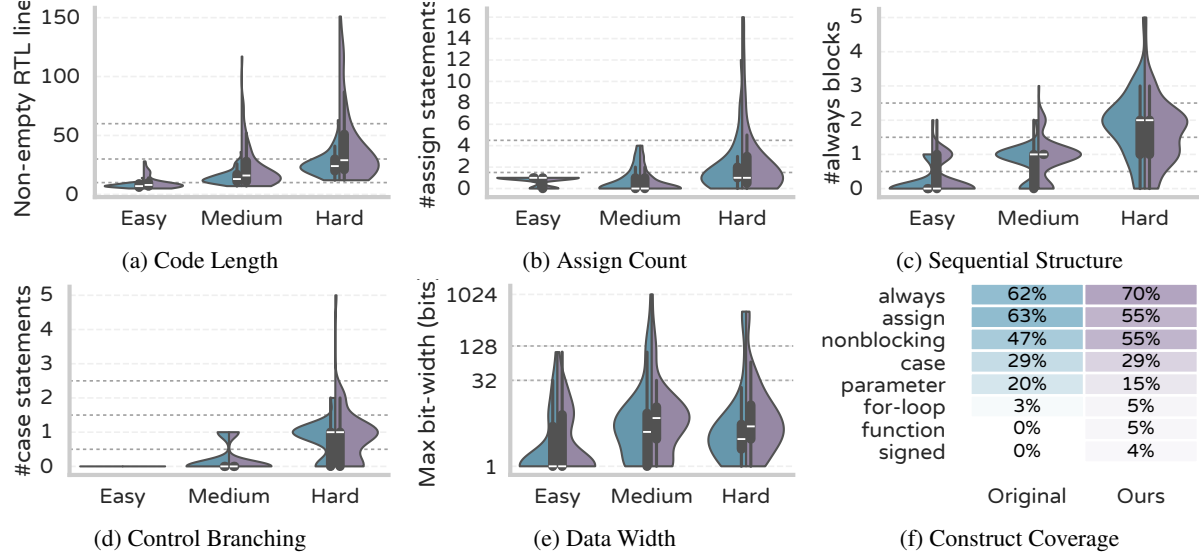 Non-empty RTL line
150
100
50
0
Easy Medium Hard
(a) Code Length
#assign statements
16
14
12
10
8
6
4
2
0
Easy Medium Hard
(b) Assign Count
#always blocks
5
4
3
2
1
0
Easy Medium Hard
(c) Sequential Structure
#case statements
5
4
3
2
1
0
Easy Medium Hard
(d) Control Branching
Max bit-width (bits
1024
128
32
1
Easy Medium Hard
(e) Data Width
always 62% 70%
assign 63% 55%
nonblocking 47% 55%
case 29% 29%
parameter 20% 15%
for-loop 3% 5%
function 0% 5%
signed 0% 4%
Original Ours
(f) Construct Coverage